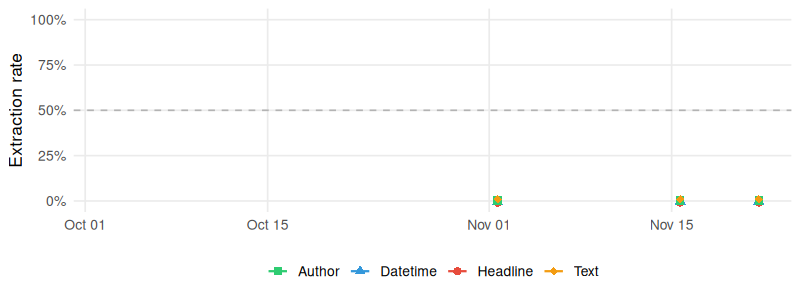 100%
75%
50%
25%
0%
Extraction rate
Oct 01 Oct 15 Nov 01 Nov 15
Author Datetime Headline Text